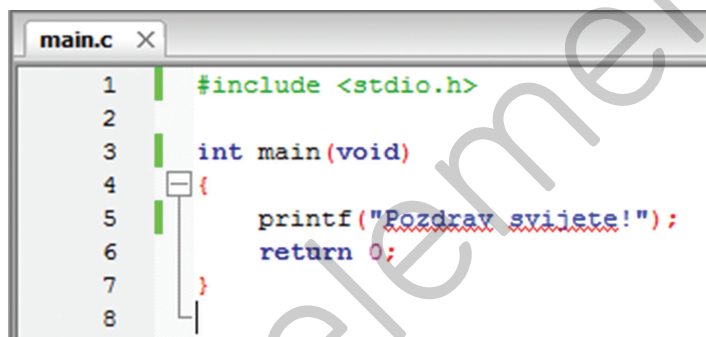 main.c
1 #include <stdio.h>
2
3 int main(void)
4 {
5 printf("Pozdrav svijete!");
6 return 0;
7 }
8
element